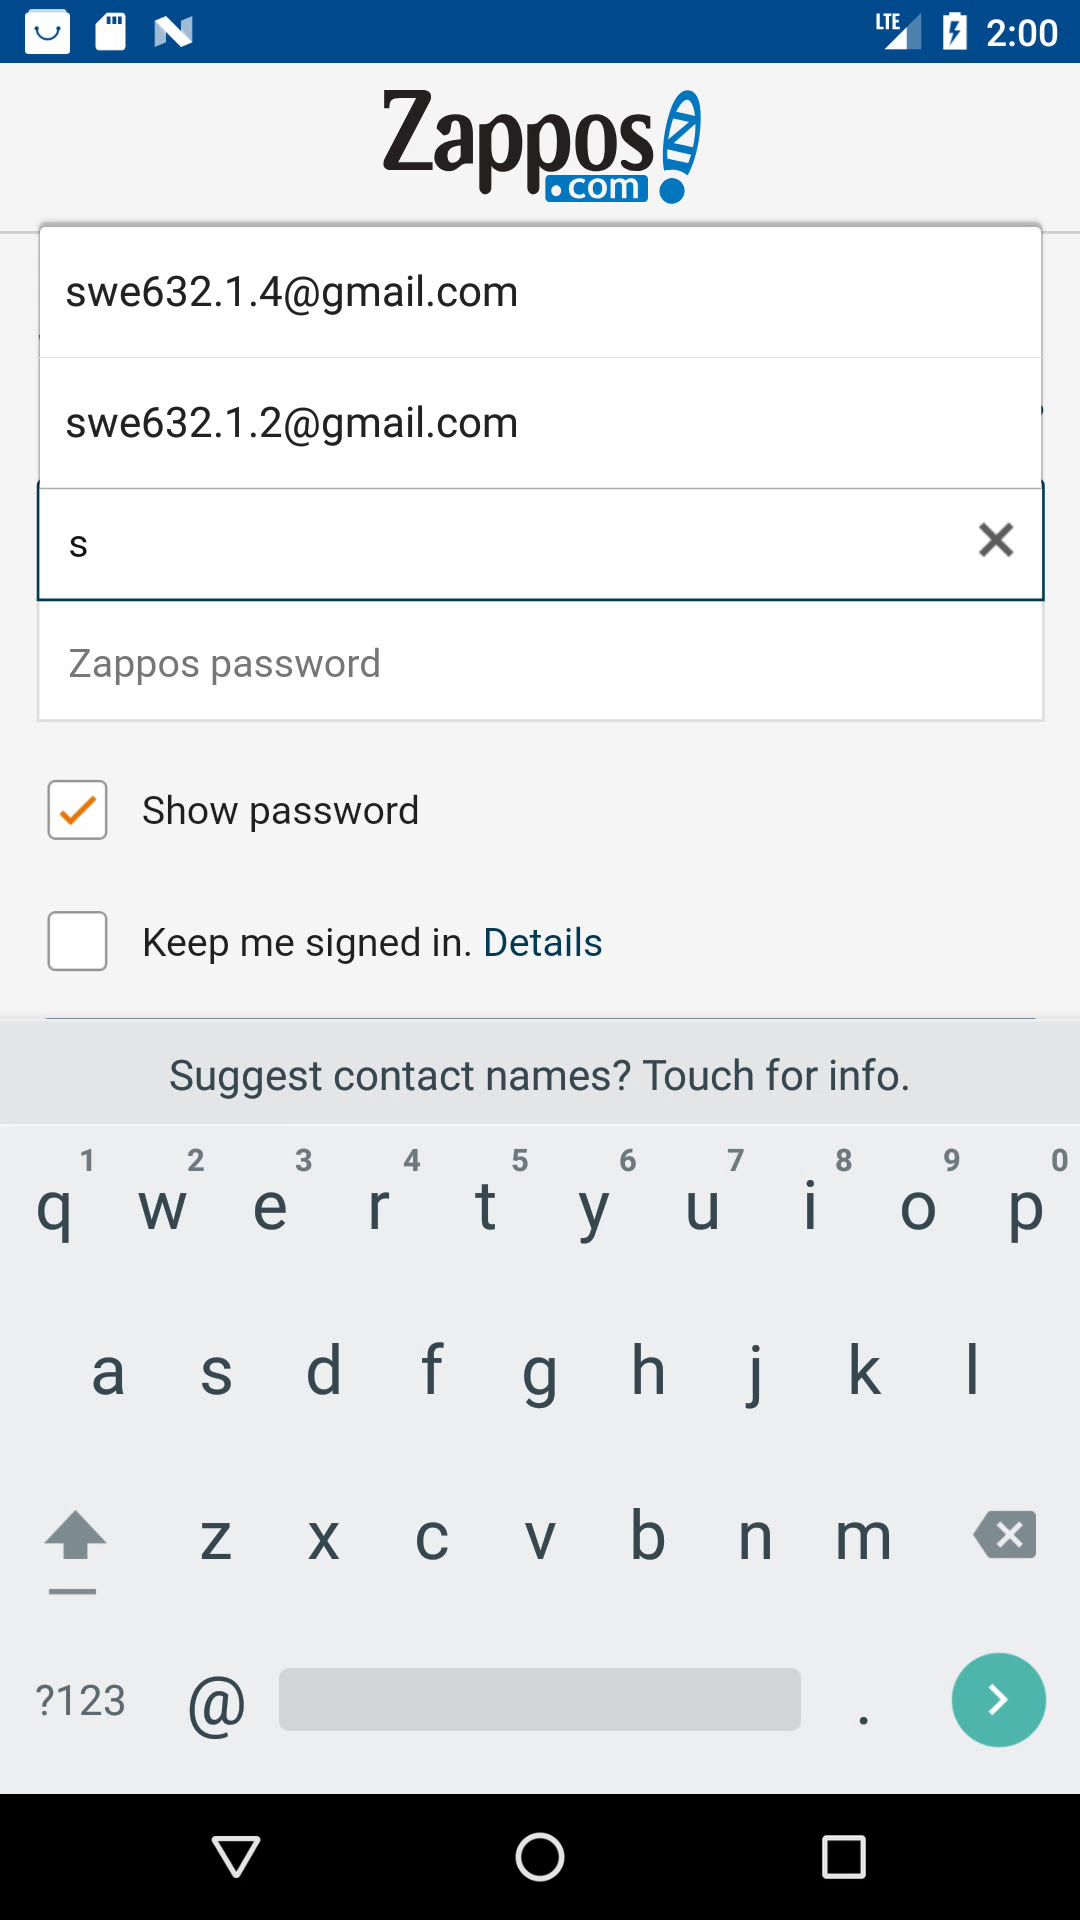 LTE 2:00
Zappos
.com
swe632.1.4@gmail.com
swe632.1.2@gmail.com
s
Zappos password
Show password
Keep me signed in. Details
Suggest contact names? Touch for info.
1 2 3 4 5 6 7 8 9 0
q w e r t y u i o p
a s d f g h j k l
z x c v b n m
?123 @ .